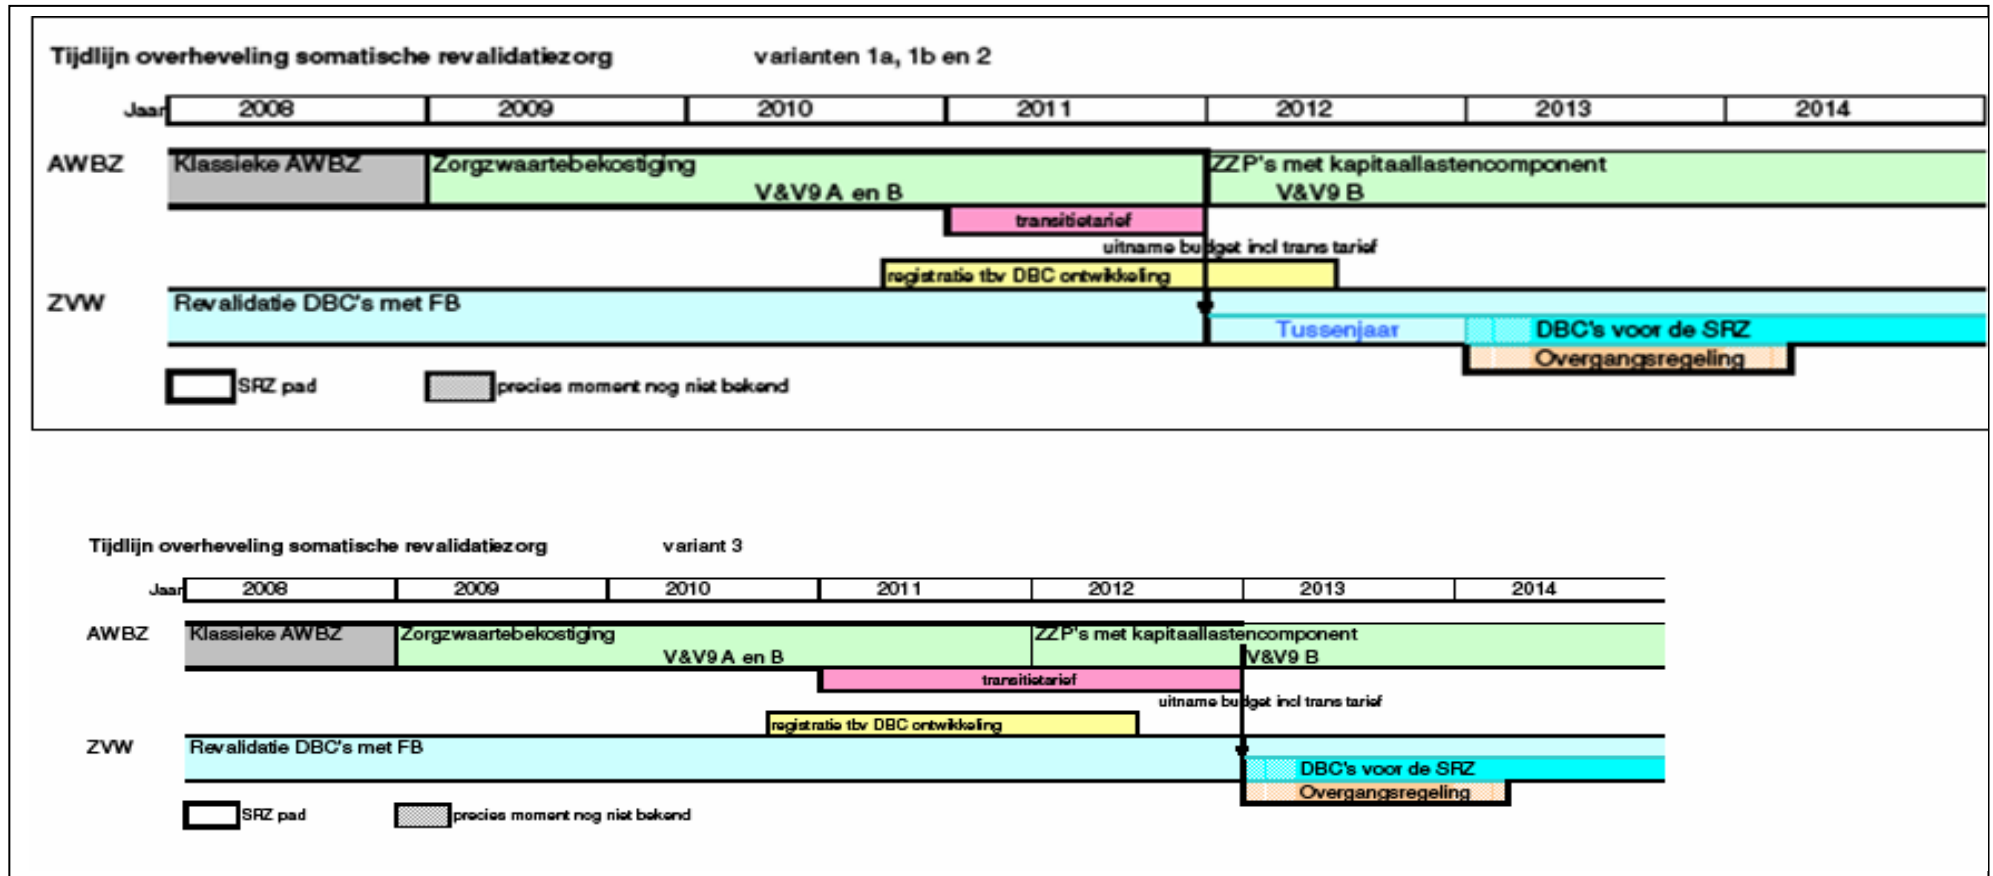 Tijdlijn overheveling somatische revalidatiezorg varianten 1a, 1b en 2
Jaar 2008 2009 2010 2011 2012 2013 2014
AWBZ Klassieke AWBZ Zorgzwaartebekostiging ZZP's met kapitaallastencomponent
V&V9 A en B V&V9 B
transitietarief
uitname budget incl trans tarief
registratie tbv DBC ontwikkeling
ZVW Revalidatie DBC's met FB
Tussenjaar DBC's voor de SRZ
Overgangsregeling
SRZ pad precies moment nog niet bekend
Tijdlijn overheveling somatische revalidatiezorg variant 3
Jaar 2008 2009 2010 2011 2012 2013 2014
AWBZ Klassieke AWBZ Zorgzwaartebekostiging ZZP's met kapitaallastencomponent
V&V9 A en B V&V9 B
transitietarief
uitname budget incl trans tarief
registratie tbv DBC ontwikkeling
ZVW Revalidatie DBC's met FB
DBC's voor de SRZ
Overgangsregeling
SRZ pad precies moment nog niet bekend